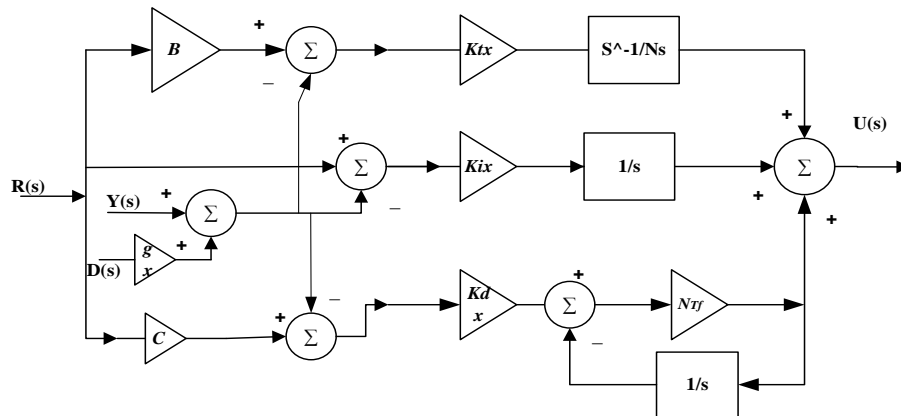 B
+
Σ
−
Ktx
S^-1/Ns
+
U(s)
+
Σ
−
Kix
1/s
Σ
+
+
R(s)
Y(s)
+
Σ
D(s)
g
x
+
−
+
C
Σ
Kd
x
+
Σ
−
NTf
1/s